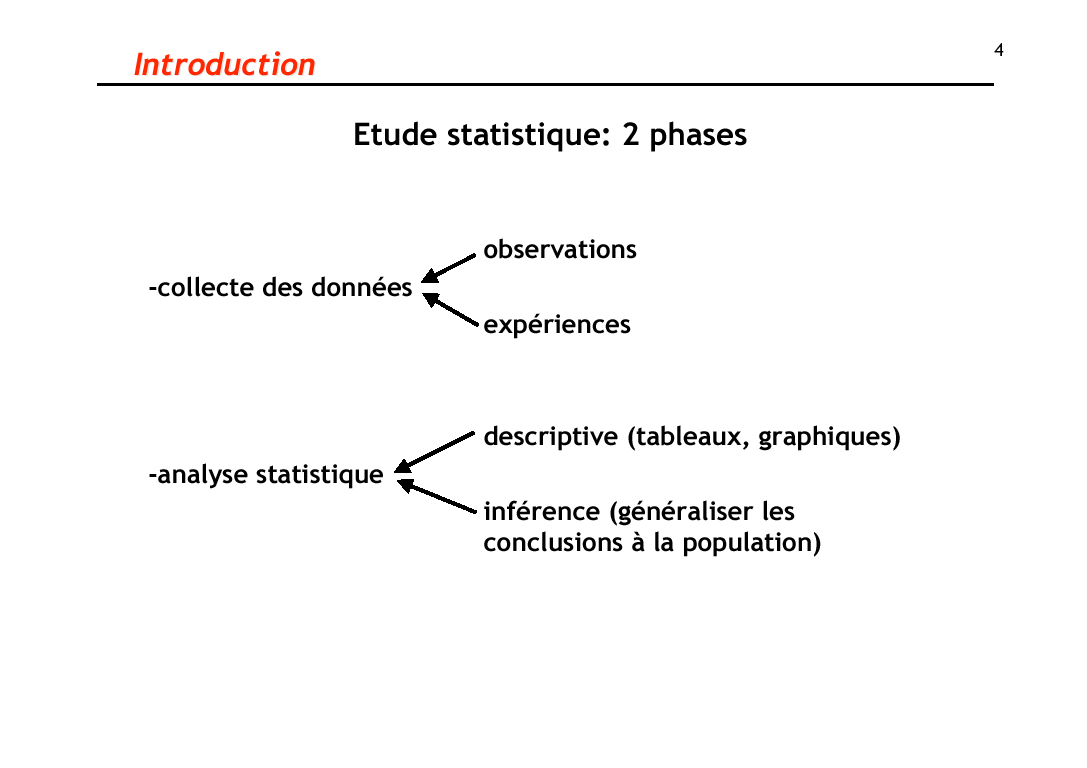 4
Introduction
Etude statistique: 2 phases
observations
-collecte des données
expériences
descriptive (tableaux, graphiques)
-analyse statistique
inférence (généraliser les
conclusions à la population)